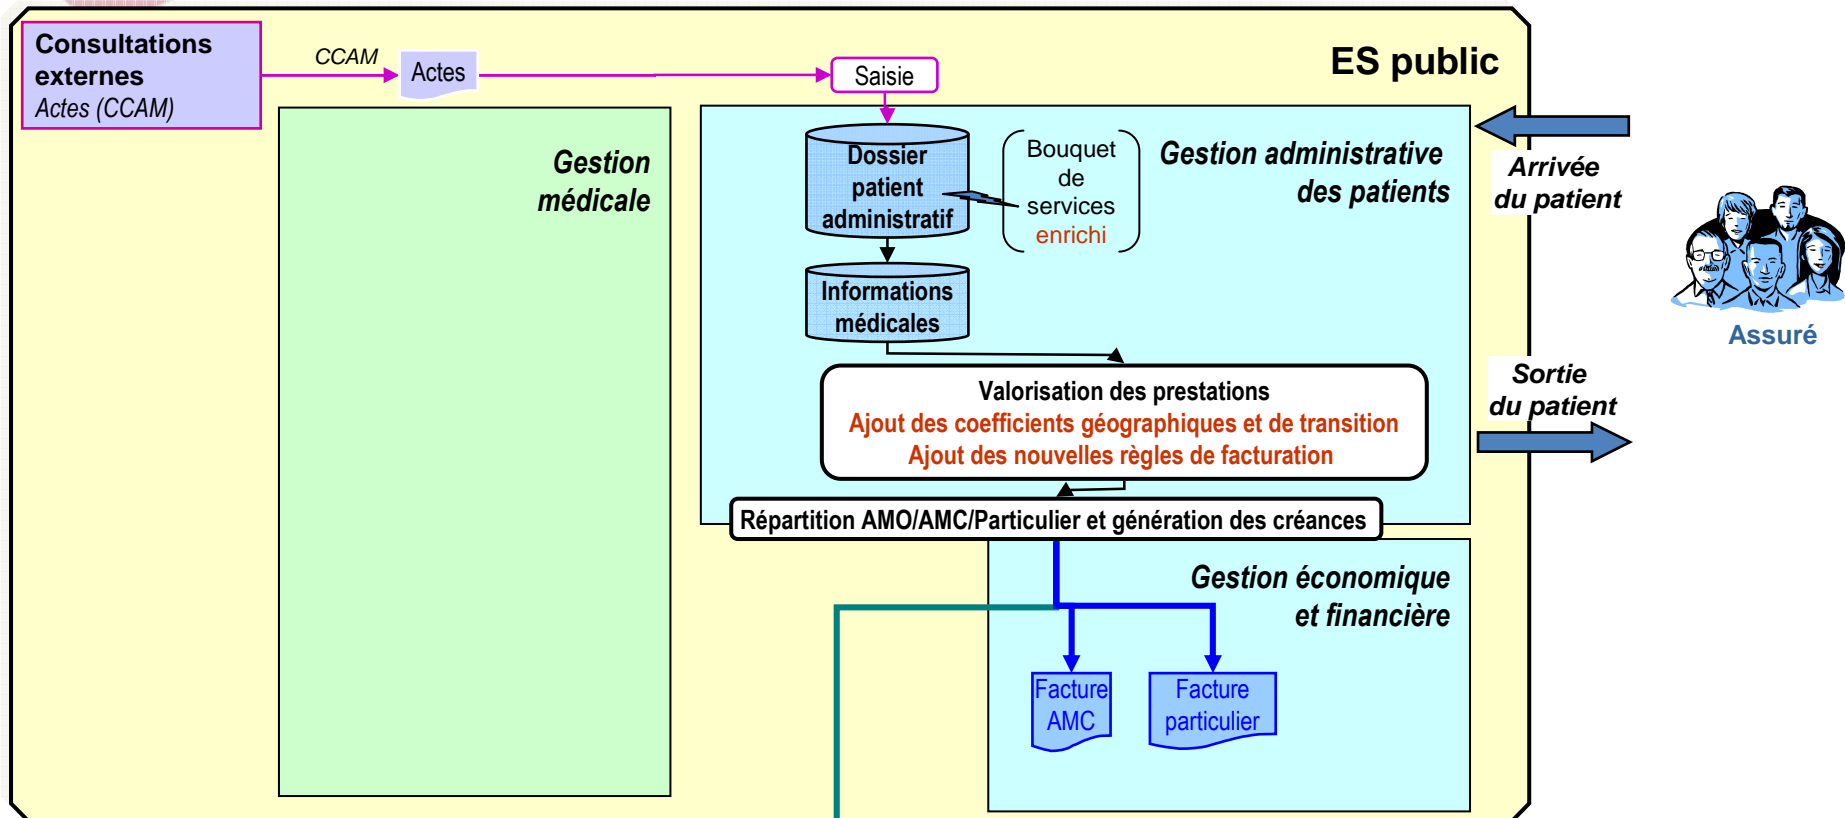 Consultations
externes
Actes (CCAM)
CCAM
Actes
Saisie
ES public
Gestion
médicale
Dossier
patient
administratif
Bouquet
de
services
enrichi
Gestion administrative
des patients
Arrivée
du patient
Informations
médicales
Assuré
Valorisation des prestations
Ajout des coefficients géographiques et de transition
Ajout des nouvelles règles de facturation
Sortie
du patient
Répartition AMO/AMC/Particulier et génération des créances
Gestion économique
et financière
Facture
AMC
Facture
particulier